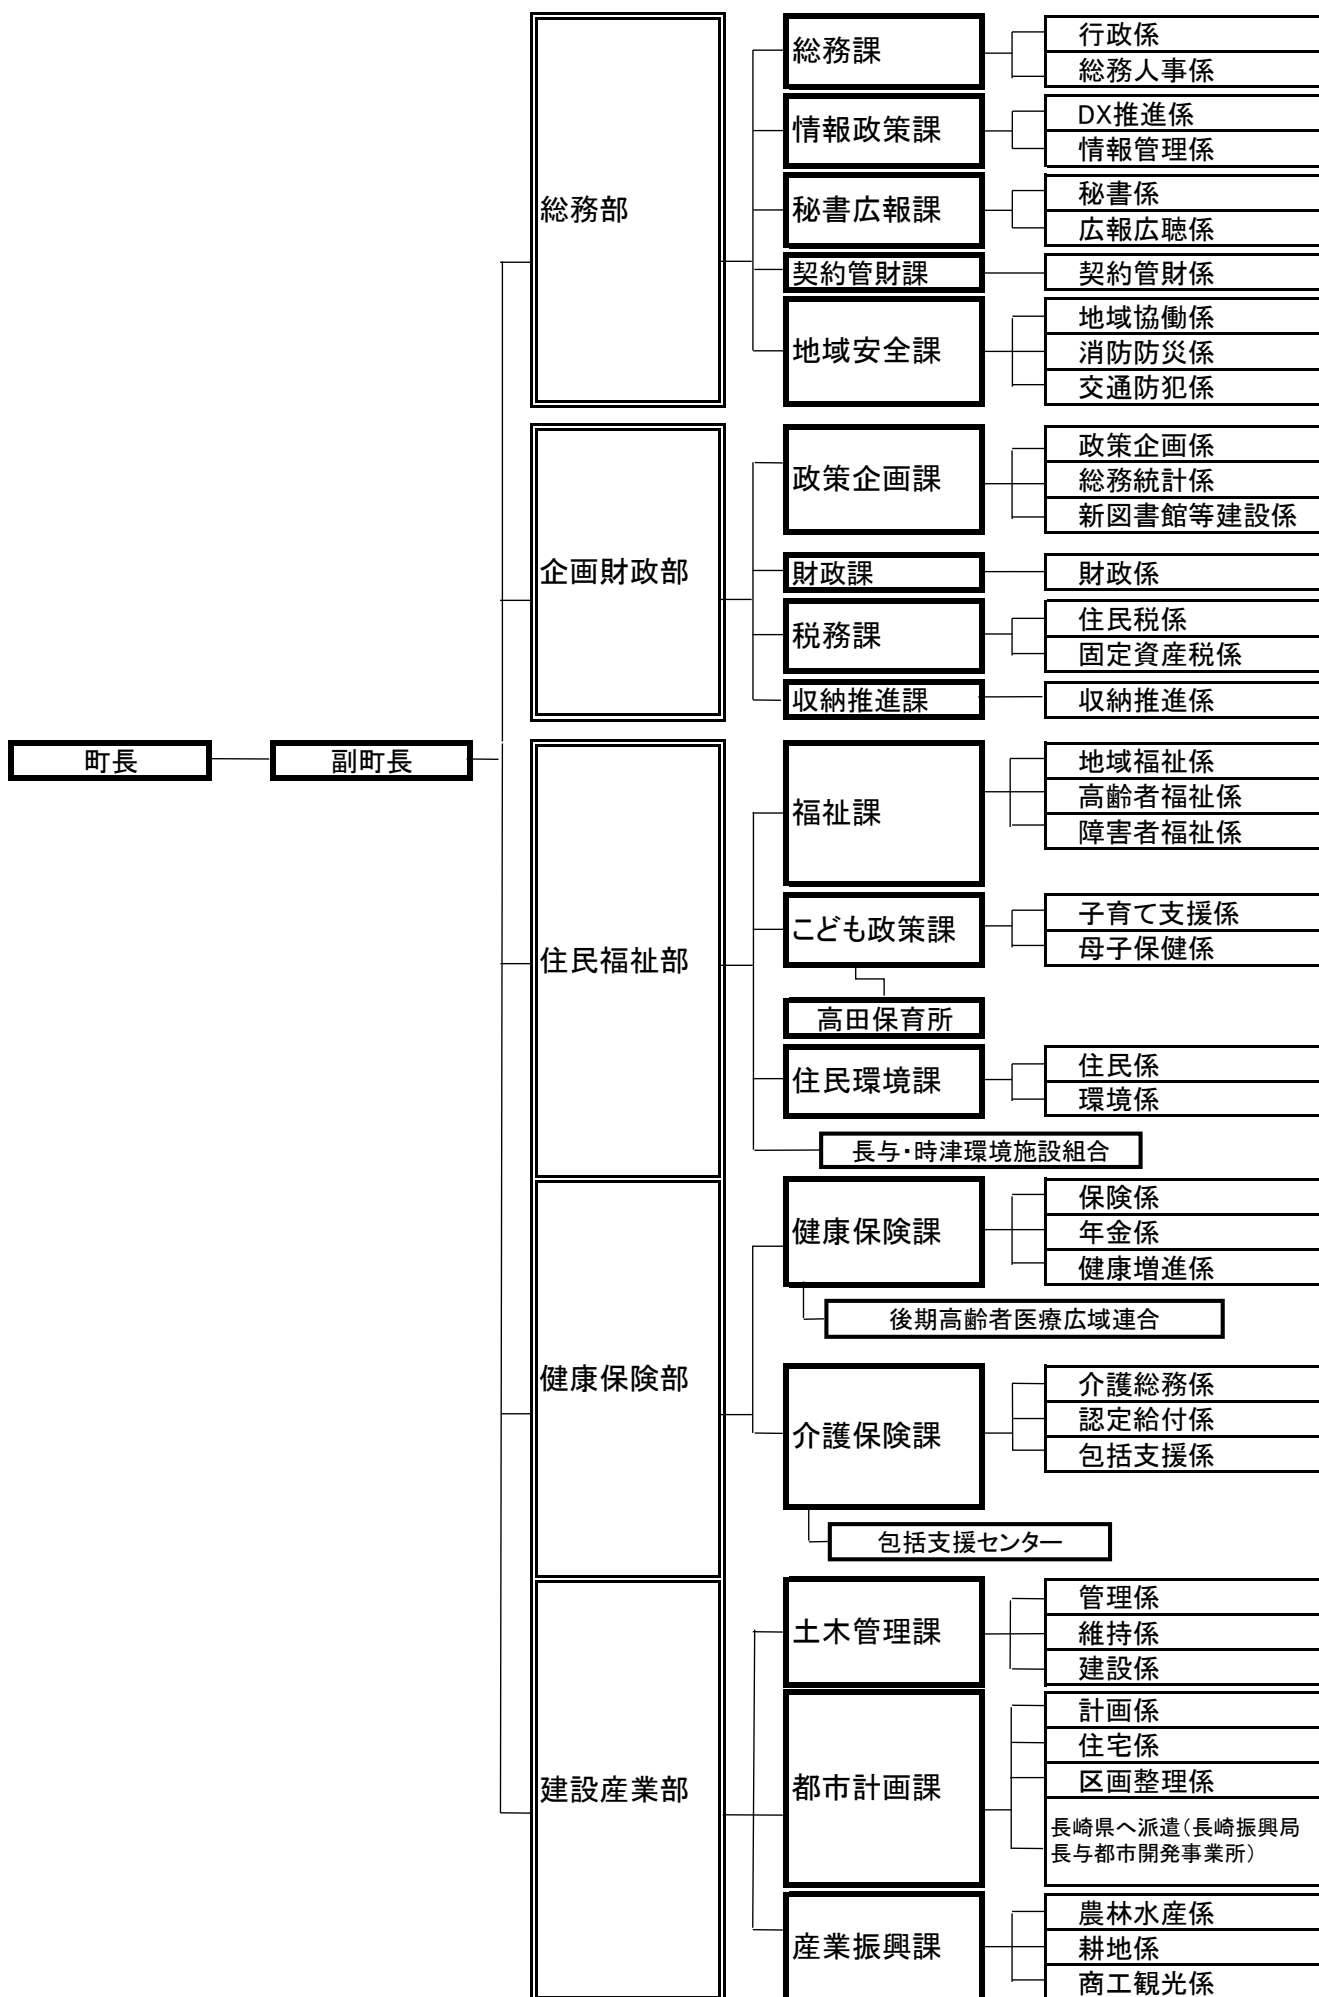 町長
副町長
総務部
総務課
行政係
総務人事係
情報政策課
DX推進係
情報管理係
秘書広報課
秘書係
広報広聴係
契約管財課
契約管財係
地域安全課
地域協働係
消防防災係
交通防犯係
企画財政部
政策企画課
政策企画係
総務統計係
新図書館等建設係
財政課
財政係
税務課
住民税係
固定資産税係
収納推進課
収納推進係
住民福祉部
福祉課
地域福祉係
高齢者福祉係
障害者福祉係
こども政策課
子育て支援係
母子保健係
高田保育所
住民環境課
住民係
環境係
長与・時津環境施設組合
健康保険部
健康保険課
保険係
年金係
健康増進係
後期高齢者医療広域連合
介護保険課
介護総務係
認定給付係
包括支援係
包括支援センター
建設産業部
土木管理課
管理係
維持係
建設係
都市計画課
計画係
住宅係
区画整理係
長崎県へ派遣（長崎振興局
長与都市開発事業所）
産業振興課
農林水産係
耕地係
商工観光係